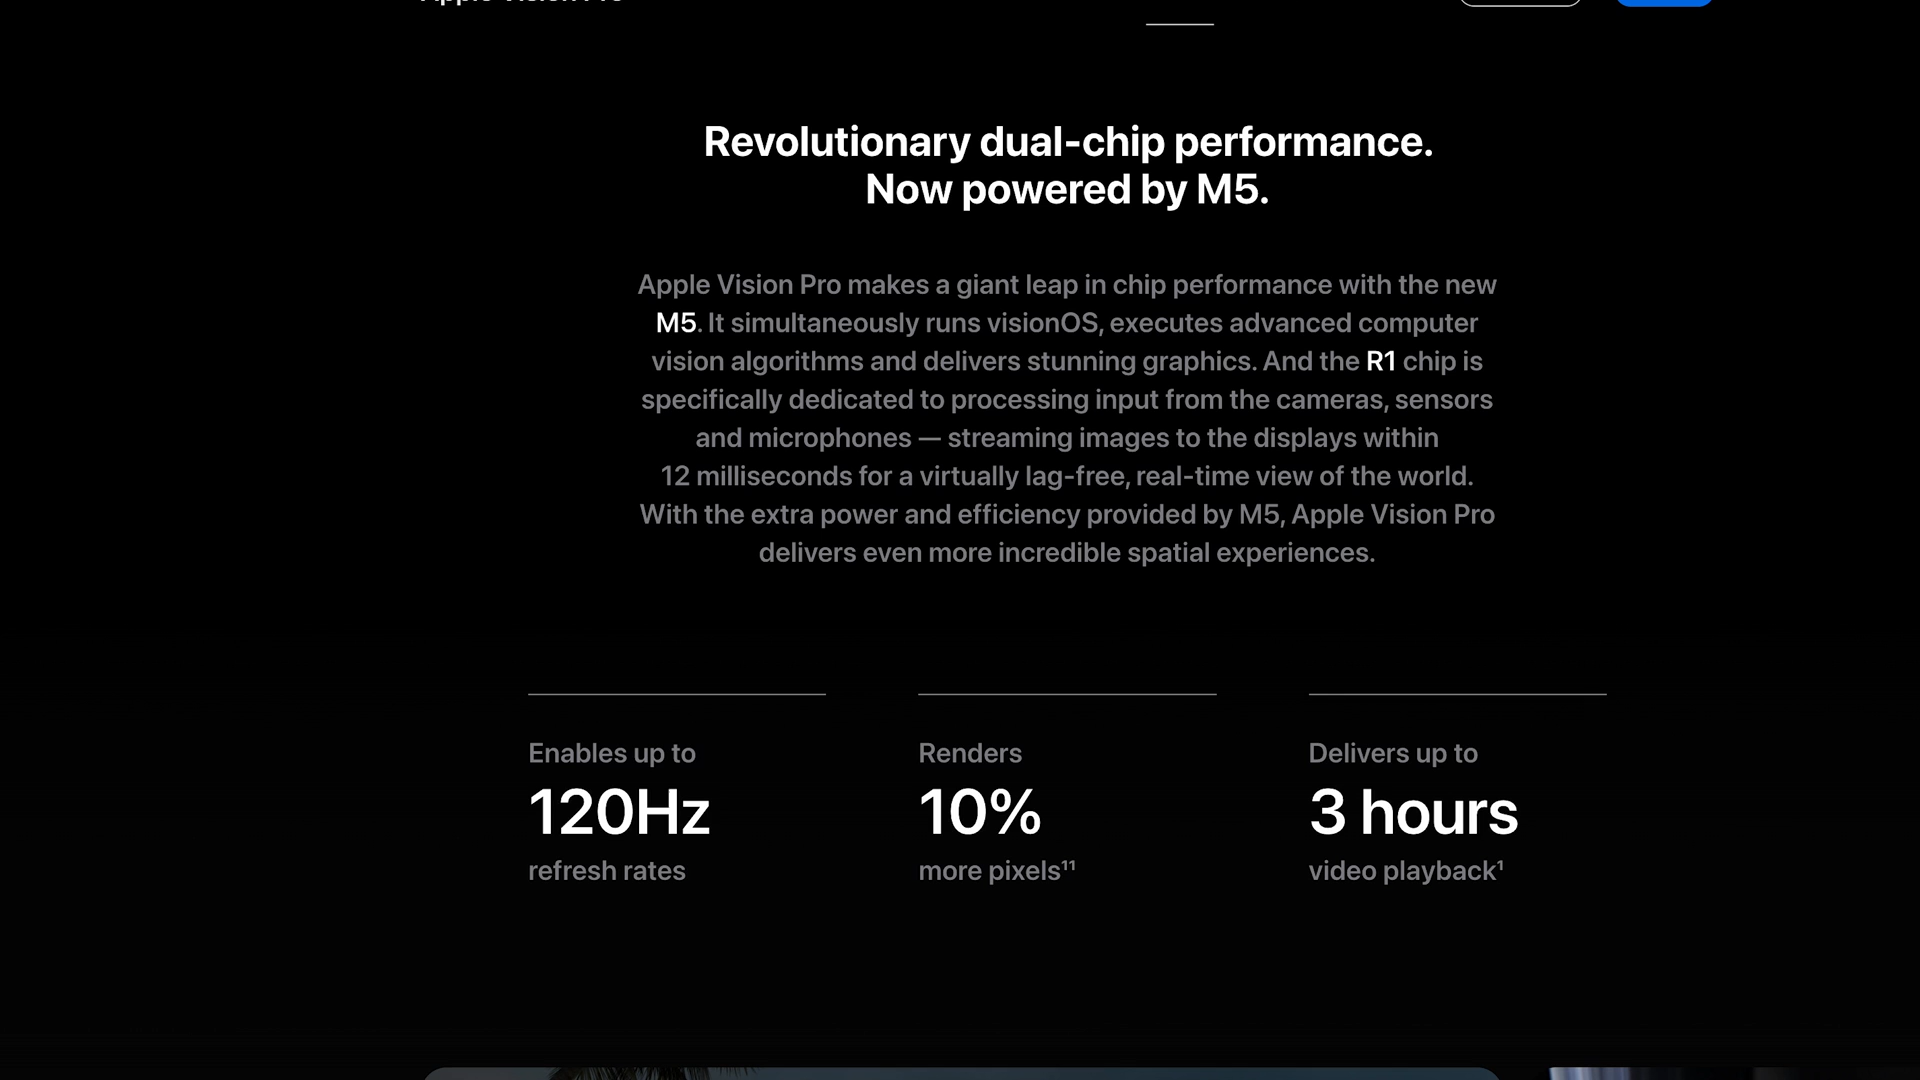 Apple Vision Pro
Revolutionary dual-chip performance.
Now powered by M5.
Apple Vision Pro makes a giant leap in chip performance with the new
M5. It simultaneously runs visionOS, executes advanced computer
vision algorithms and delivers stunning graphics. And the R1 chip is
specifically dedicated to processing input from the cameras, sensors
and microphones — streaming images to the displays within
12 milliseconds for a virtually lag-free, real-time view of the world.
With the extra power and efficiency provided by M5, Apple Vision Pro
delivers even more incredible spatial experiences.
Enables up to
120Hz
refresh rates
Renders
10%
more pixels¹¹
Delivers up to
3 hours
video playback¹